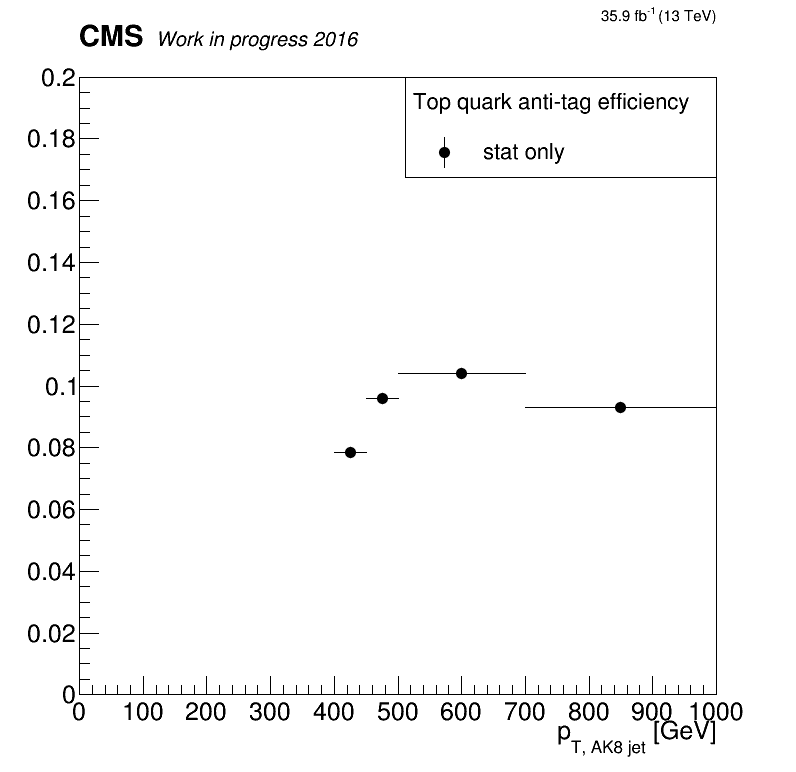 35.9 fb⁻¹ (13 TeV)
CMS Work in progress 2016
Top quark anti-tag efficiency
stat only
0.2
0.18
0.16
0.14
0.12
0.1
0.08
0.06
0.04
0.02
0
0 100 200 300 400 500 600 700 800 900 1000
p_T, AK8 jet [GeV]